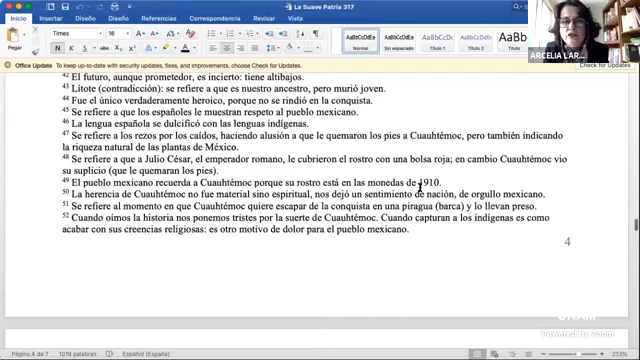 La Suave Patria 317
Inicio Insertar Diseño Formato Referencias Correspondencia Revisar Vista
Pegar
Times 16
AaBbCcDdEe AaBbCcDdEe AaBbCcDc AaBbCcDdEe AaBb
Normal Sin espaciado Título 1 Título 2 Título
ARCELIA LAR...
Office Update To keep up-to-date with security updates, fixes, and improvements, choose Check for Updates. Check for Updates
42 El futuro, aunque prometedor, es incierto: tiene altibajos.
43 Lítote (contradicción): se refiere a que es nuestro ancestro, pero murió joven.
44 Fue el único verdaderamente heroico, porque no se rindió en la conquista.
45 Se refiere a que los españoles le muestran respeto al pueblo mexicano.
46 La lengua española se dulcificó con las lenguas indígenas.
47 Se refiere a los rezos por los caídos, haciendo alusión a que le quemaron los pies a Cuauhtémoc, pero también indicando
la riqueza natural de las plantas de México.
48 Se refiere a que a Julio César, el emperador romano, le cubrieron el rostro con una bolsa roja; en cambio Cuauhtémoc vio
su suplicio (que le quemaran los pies).
49 El pueblo mexicano recuerda a Cuauhtémoc porque su rostro está en las monedas de 1910.
50 La herencia de Cuauhtémoc no fue material sino espiritual, nos dejó un sentimiento de nación, de orgullo mexicano.
51 Se refiere al momento en que Cuauhtémoc quiere escapar de la conquista en una piragua (barca) y lo llevan preso.
52 Cuando oímos la historia nos ponemos tristes por la suerte de Cuauhtémoc. Cuando capturan a los indígenas es como
acabar con sus creencias religiosas: es otro motivo de dolor para el pueblo mexicano.
4
UNAM
Powered by Zoom
Página 4 de 7 1019 palabras Español (España) 213%